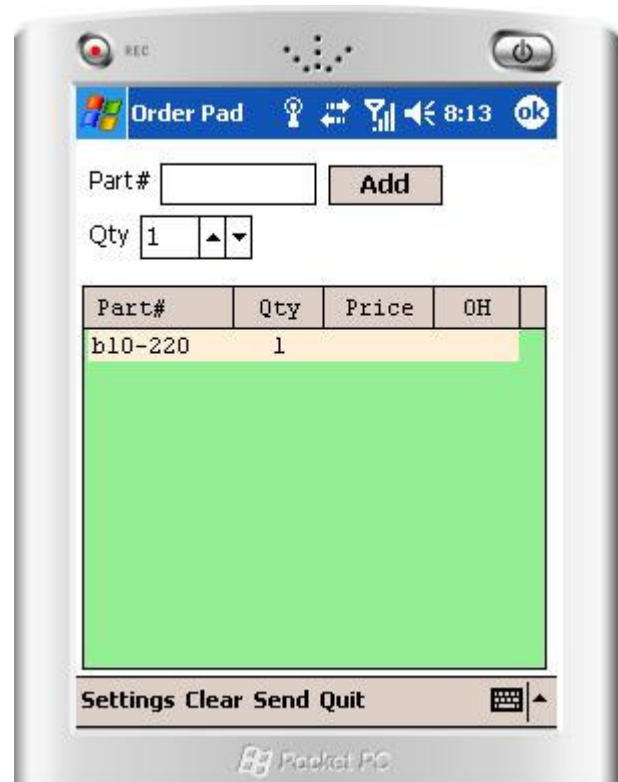 REC
Order Pad 8:13 ok
Part# Add
Qty 1
Part# Qty Price OH
b10-220 1
Settings Clear Send Quit
Pocket PC